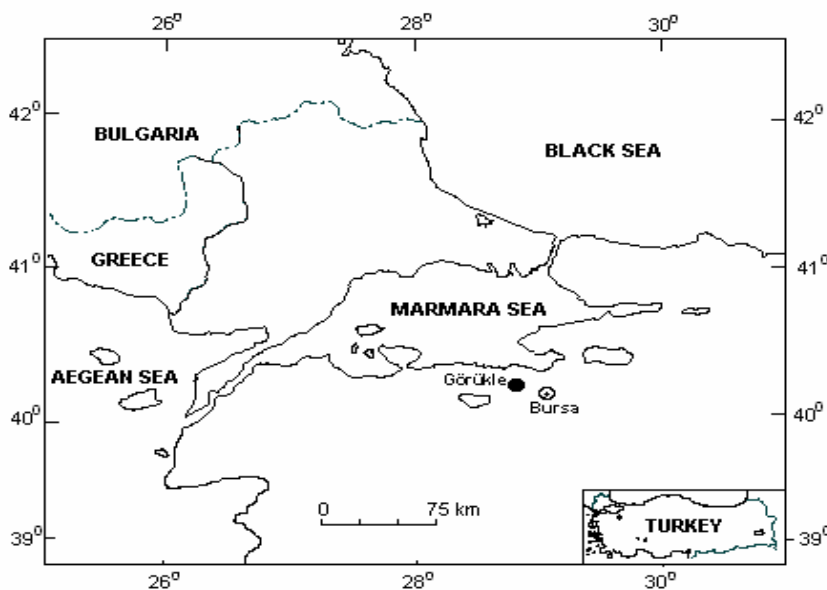 26⁰ 28⁰ 30⁰
42⁰ 42⁰
BULGARIA
BLACK SEA
GREECE
41⁰ 41⁰
MARMARA SEA
AEGEAN SEA
Görükle
Bursa
40⁰ 40⁰
0 75 km
TURKEY
39⁰ 39⁰
26⁰ 28⁰ 30⁰